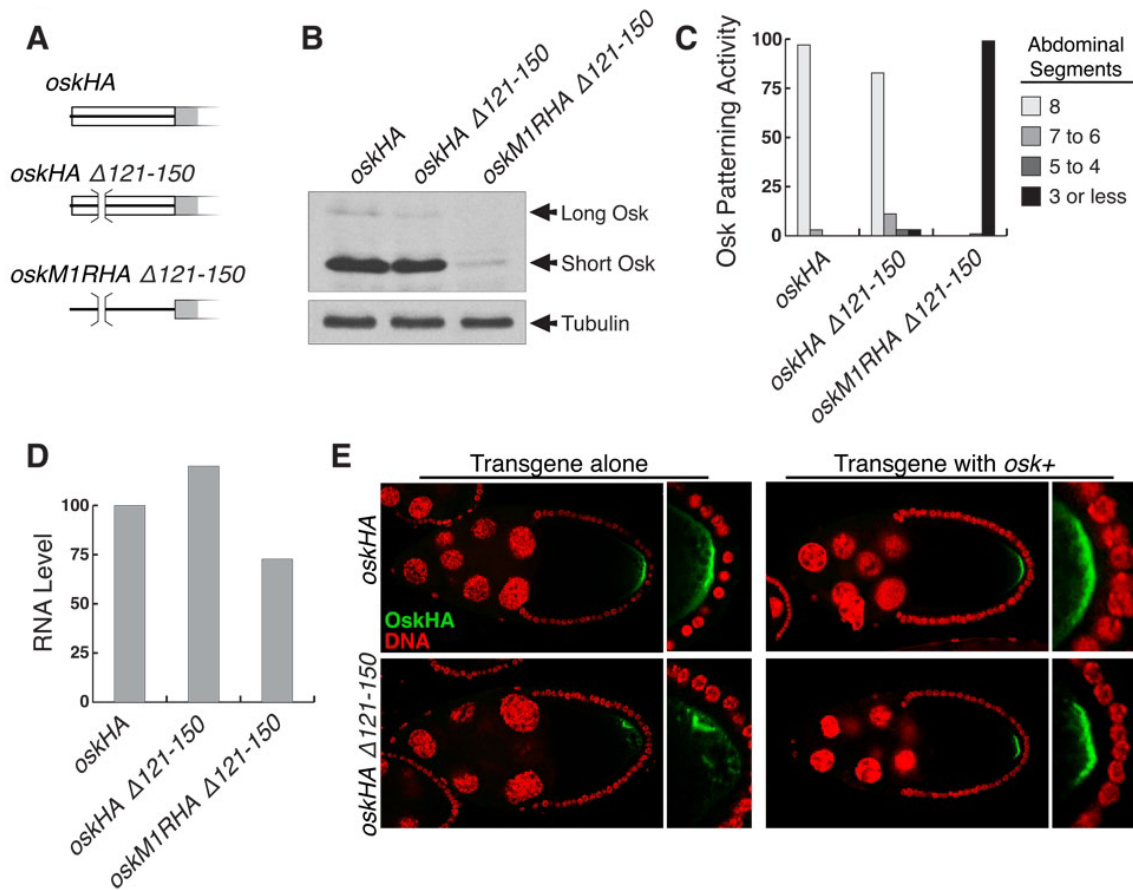 A
oskHA
oskHA Δ121-150
oskM1RHA Δ121-150
B
oskHA
oskHA Δ121-150
oskM1RHA Δ121-150
Long Osk
Short Osk
Tubulin
C
Osk Patterning Activity
100
75
50
25
0
oskHA
oskHA Δ121-150
oskM1RHA Δ121-150
Abdominal
Segments
8
7 to 6
5 to 4
3 or less
D
RNA Level
100
75
50
25
0
oskHA
oskHA Δ121-150
oskM1RHA Δ121-150
E
Transgene alone
Transgene with osk+
oskHA
OskHA
DNA
oskHA Δ121-150